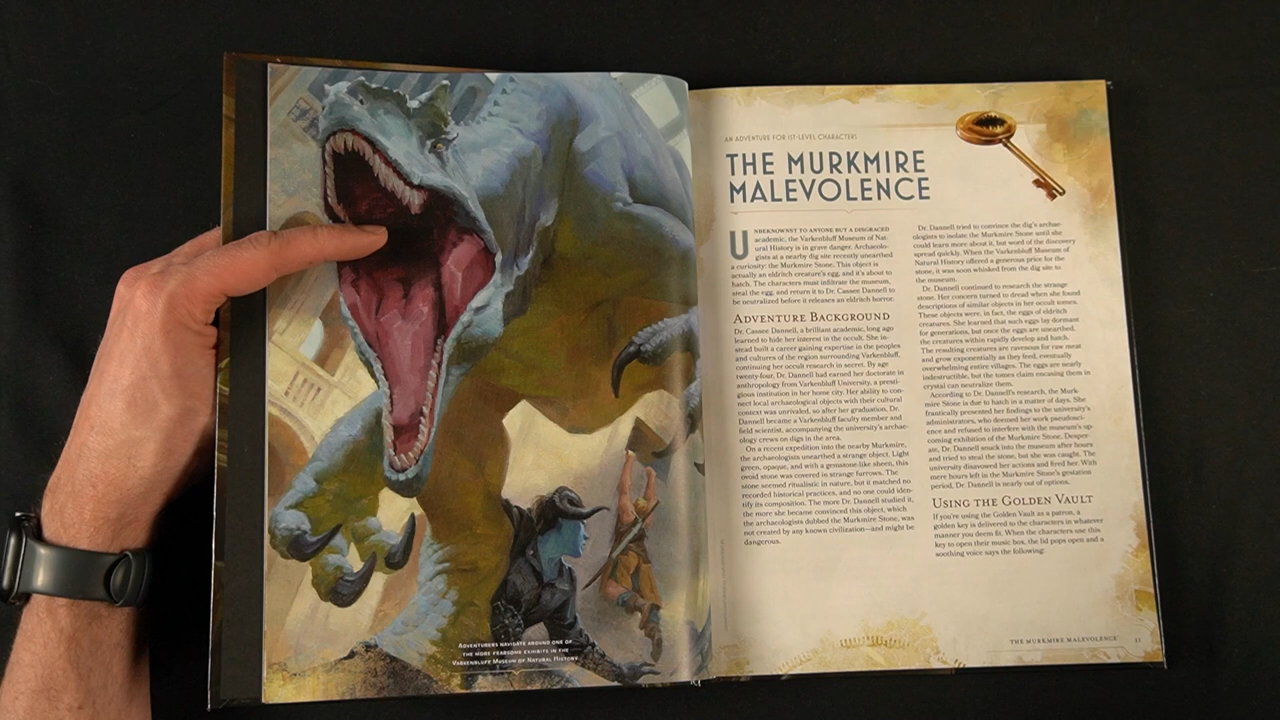 ADVENTURERS NAVIGATE AROUND ONE OF
THE MORE FEARSOME EXHIBITS IN THE
VARKENBLUFF MUSEUM OF NATURAL HISTORY
AN ADVENTURE FOR 1ST-LEVEL CHARACTERS
THE MURKMIRE
MALEVOLENCE
UNBEKNOWNST TO ANYONE BUT A DISGRACED
academic, the Varkenbluff Museum of Nat-
ural History is in grave danger. Archaeolo-
gists at a nearby dig site recently unearthed
a curiosity: the Murkmire Stone. This object is
actually an eldritch creature's egg, and it's about to
hatch. The characters must infiltrate the museum,
steal the egg, and return it to Dr. Cassee Dannell to
be neutralized before it releases an eldritch horror.
ADVENTURE BACKGROUND
Dr. Cassee Dannell, a brilliant academic, long ago
learned to hide her interest in the occult. She in-
stead built a career gaining expertise in the peoples
and cultures of the region surrounding Varkenbluff,
continuing her occult research in secret. By age
twenty-four, Dr. Dannell had earned her doctorate in
anthropology from Varkenbluff University, a presti-
gious institution in her home city. Her ability to con-
nect local archaeological objects with their cultural
context was unrivaled, so after her graduation, Dr.
Dannell became a Varkenbluff faculty member and
field scientist, accompanying the university's archae-
ology crews on digs in the area.
On a recent expedition into the nearby Murkmire,
the archaeologists unearthed a strange object. Light
green, opaque, and with a gemstone-like sheen, this
ovoid stone was covered in strange furrows. The
stone seemed ritualistic in nature, but it matched no
recorded historical practices, and no one could iden-
tify its composition. The more Dr. Dannell studied it,
the more she became convinced this object, which
the archaeologists dubbed the Murkmire Stone, was
not created by any known civilization—and might be
dangerous.
Dr. Dannell tried to convince the dig's archae-
ologists to isolate the Murkmire Stone until she
could learn more about it, but word of the discovery
spread quickly. When the Varkenbluff Museum of
Natural History offered a generous price for the
stone, it was soon whisked from the dig site to
the museum.
Dr. Dannell continued to research the strange
stone. Her concern turned to dread when she found
descriptions of similar objects in her occult tomes.
These objects were, in fact, the eggs of eldritch
creatures. She learned that such eggs lay dormant
for generations, but once the eggs are unearthed,
the creatures within rapidly develop and hatch.
The resulting creatures are ravenous for raw meat
and grow exponentially as they feed, eventually
overwhelming entire villages. The eggs are nearly
indestructible, but the tomes claim encasing them in
crystal can neutralize them.
According to Dr. Dannell's research, the Murk-
mire Stone is due to hatch in a matter of days. She
frantically presented her findings to the university's
administrators, who deemed her work pseudosci-
ence and refused to interfere with the museum's up-
coming exhibition of the Murkmire Stone. Desper-
ate, Dr. Dannell snuck into the museum after hours
and tried to steal the stone, but she was caught. The
university disavowed her actions and fired her. With
mere hours left in the Murkmire Stone's gestation
period, Dr. Dannell is nearly out of options.
USING THE GOLDEN VAULT
If you're using the Golden Vault as a patron, a
golden key is delivered to the characters in whatever
manner you deem fit. When the characters use this
key to open their music box, the lid pops open and a
soothing voice says the following:
THE MURKMIRE MALEVOLENCE